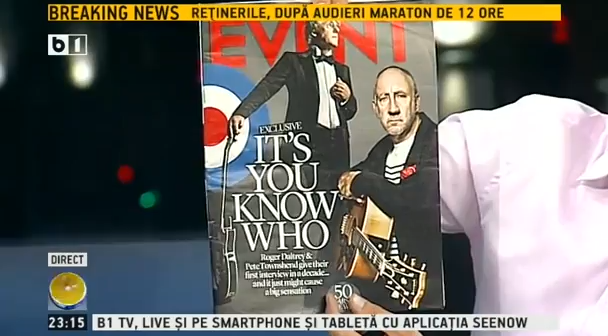 BREAKING NEWS REȚINERILE, DUPĂ AUDIERI MARATON DE 12 ORE
b1
EVENT
EXCLUSIVE
IT'S
YOU
KNOW
WHO
Roger Daltrey &
Pete Townshend give their
first interview in a decade...
and it just might cause
a big sensation
50
DIRECT
23:15 B1 TV, LIVE ȘI PE SMARTPHONE ȘI TABLETĂ CU APLICAȚIA SEENOW